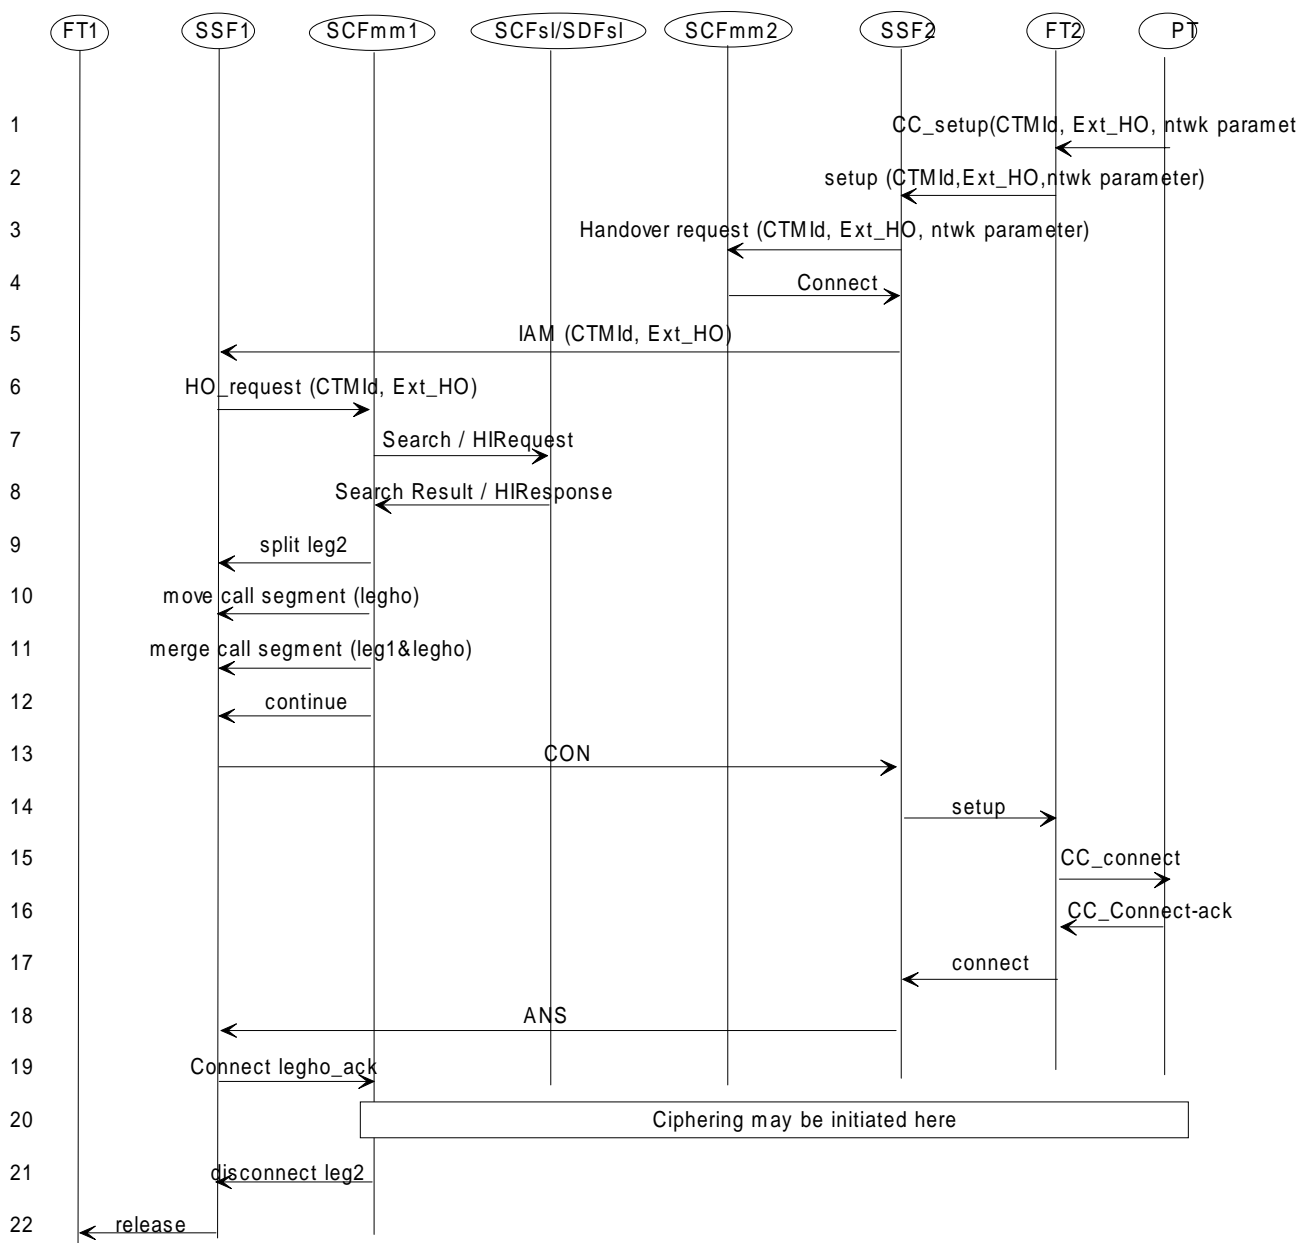 FT1 SSF1 SCFmm1 SCFsl/SDFsl SCFmm2 SSF2 FT2 PT
1 CC_setup(CTMId, Ext_HO, ntwk paramet
2 setup (CTMId,Ext_HO,ntwk parameter)
3 Handover request (CTMId, Ext_HO, ntwk parameter)
4 Connect
5 IAM (CTMId, Ext_HO)
6 HO_request (CTMId, Ext_HO)
7 Search / HIRequest
8 Search Result / HIResponse
9 split leg2
10 move call segment (legho)
11 merge call segment (leg1&legho)
12 continue
13 CON
14 setup
15 CC_connect
16 CC_Connect-ack
17 connect
18 ANS
19 Connect legho_ack
20 Ciphering may be initiated here
21 disconnect leg2
22 release